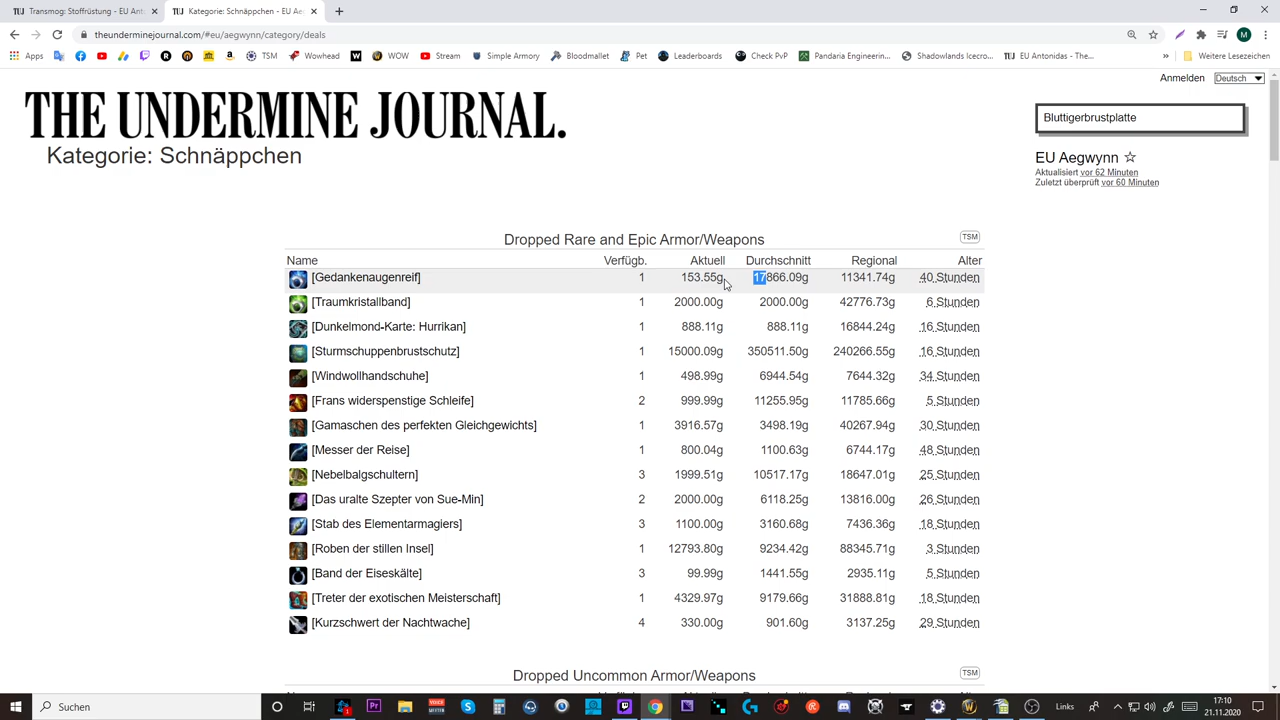 Transmog: Stoffrüstung - EU Anto
Kategorie: Schnäppchen - EU Ae
theunderminejournal.com/#eu/aegwynn/category/deals
Apps
TSM
Wowhead
WOW
Stream
Simple Armory
Bloodmallet
Pet
Leaderboards
Check PvP
Pandaria Engineerin...
Shadowlands Icecro...
EU Antonidas - The...
Weitere Lesezeichen
Anmelden
Deutsch
THE UNDERMINE JOURNAL.
Kategorie: Schnäppchen
Bluttigerbrustplatte
EU Aegwynn ☆
Aktualisiert vor 62 Minuten
Zuletzt überprüft vor 60 Minuten
Dropped Rare and Epic Armor/Weapons
TSM
Name Verfügb. Aktuell Durchschnitt Regional Alter
[Gedankenaugenreif] 1 153.55g 17866.09g 11341.74g 40 Stunden
[Traumkristallband] 1 2000.00g 2000.00g 42776.73g 6 Stunden
[Dunkelmond-Karte: Hurrikan] 1 888.11g 888.11g 16844.24g 16 Stunden
[Sturmschuppenbrustschutz] 1 15000.09g 350511.50g 240266.55g 16 Stunden
[Windwollhandschuhe] 1 498.99g 6944.54g 7644.32g 34 Stunden
[Frans widerspenstige Schleife] 2 999.99g 11255.95g 11785.66g 5 Stunden
[Gamaschen des perfekten Gleichgewichts] 1 3916.57g 3498.19g 40267.94g 30 Stunden
[Messer der Reise] 1 800.04g 1100.63g 6744.17g 48 Stunden
[Nebelbalgschultern] 3 1999.51g 10517.17g 18647.01g 25 Stunden
[Das uralte Szepter von Sue-Min] 2 2000.00g 6118.25g 13816.00g 26 Stunden
[Stab des Elementarmagiers] 3 1100.00g 3160.68g 7436.36g 18 Stunden
[Roben der stillen Insel] 1 12793.80g 9234.42g 88345.71g 3 Stunden
[Band der Eiseskälte] 3 99.99g 1441.55g 2935.11g 5 Stunden
[Treter der exotischen Meisterschaft] 1 4329.97g 9179.66g 31888.81g 18 Stunden
[Kurzschwert der Nachtwache] 4 330.00g 901.60g 3137.25g 29 Stunden
Dropped Uncommon Armor/Weapons
TSM
Suchen
Links
17:10
21.11.2020